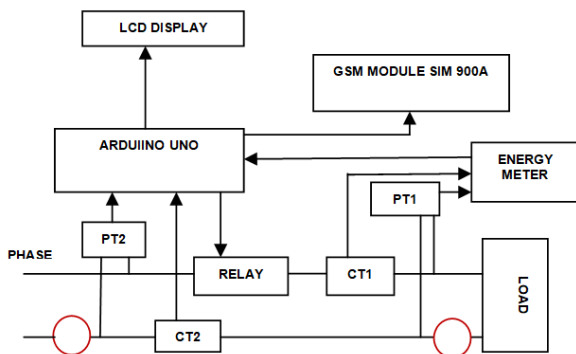 LCD DISPLAY
GSM MODULE SIM 900A
ARDUIINO UNO
ENERGY
METER
PT1
PT2
PHASE
RELAY
CT1
LOAD
CT2